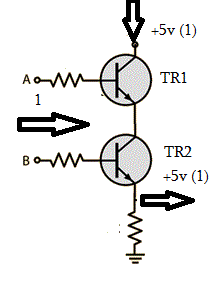 +5v (1)
A
TR1
1
B
TR2
+5v (1)